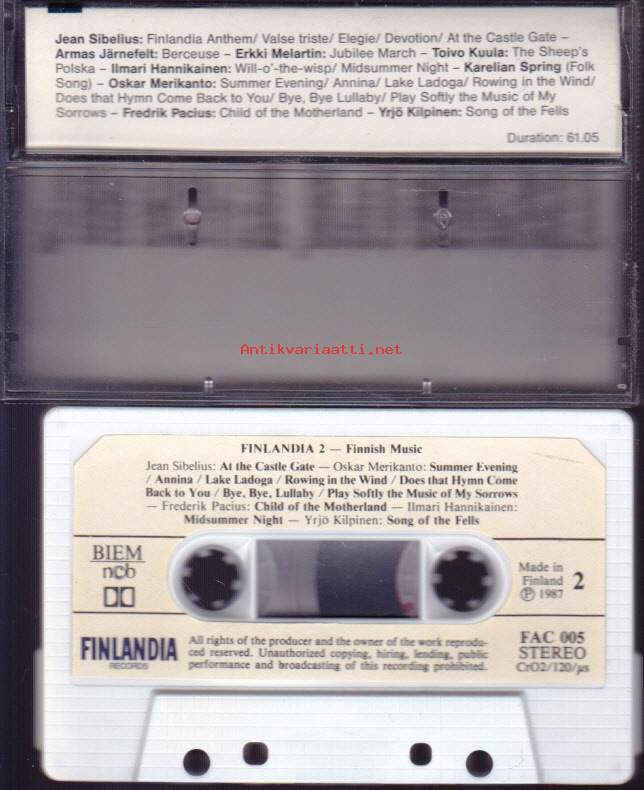 Jean Sibelius: Finlandia Anthem/ Valse triste/ Elegie/ Devotion/ At the Castle Gate –
Armas Järnefelt: Berceuse – Erkki Melartin: Jubilee March – Toivo Kuula: The Sheep's
Polska – Ilmari Hannikainen: Will-o'-the-wisp/ Midsummer Night – Karelian Spring (Folk
Song) – Oskar Merikanto: Summer Evening/ Annina/ Lake Ladoga/ Rowing in the Wind/
Does that Hymn Come Back to You/ Bye, Bye Lullaby/ Play Softly the Music of My
Sorrows – Fredrik Pacius: Child of the Motherland – Yrjö Kilpinen: Song of the Fells
Duration: 61.05
Antikvariaatti.net
FINLANDIA 2 — Finnish Music
Jean Sibelius: At the Castle Gate — Oskar Merikanto: Summer Evening
/ Annina / Lake Ladoga / Rowing in the Wind / Does that Hymn Come
Back to You / Bye, Bye, Lullaby / Play Softly the Music of My Sorrows
— Frederik Pacius: Child of the Motherland — Ilmari Hannikainen:
Midsummer Night — Yrjö Kilpinen: Song of the Fells
BIEM
ncb
Made in
Finland 2
Ⓟ 1987
FINLANDIA
RECORDS
All rights of the producer and the owner of the work reprodu-
ced reserved. Unauthorized copying, hiring, lending, public
performance and broadcasting of this recording prohibited.
FAC 005
STEREO
CrO2/120/µs